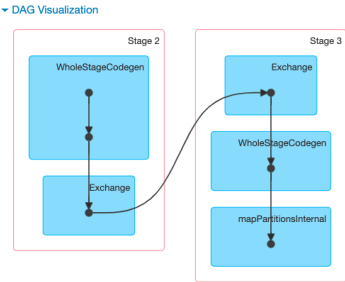 DAG Visualization
Stage 2
WholeStageCodegen
Exchange
Stage 3
Exchange
WholeStageCodegen
mapPartitionsInternal